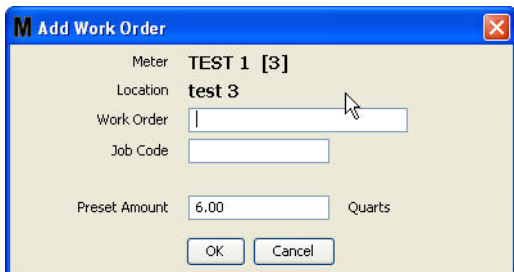 M Add Work Order
Meter TEST 1 [3]
Location test 3
Work Order
Job Code
Preset Amount 6.00 Quarts
OK Cancel